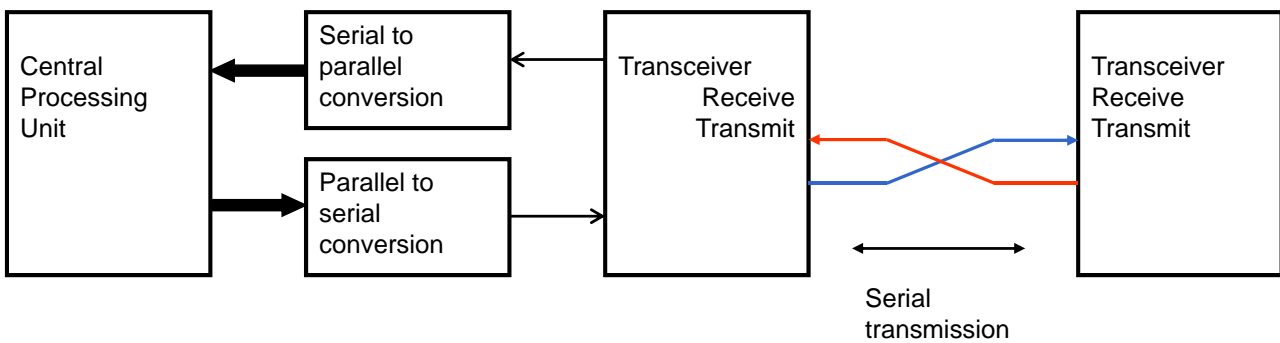 Central
Processing
Unit
Serial to
parallel
conversion
Parallel to
serial
conversion
Transceiver
Receive
Transmit
Serial
transmission
Transceiver
Receive
Transmit